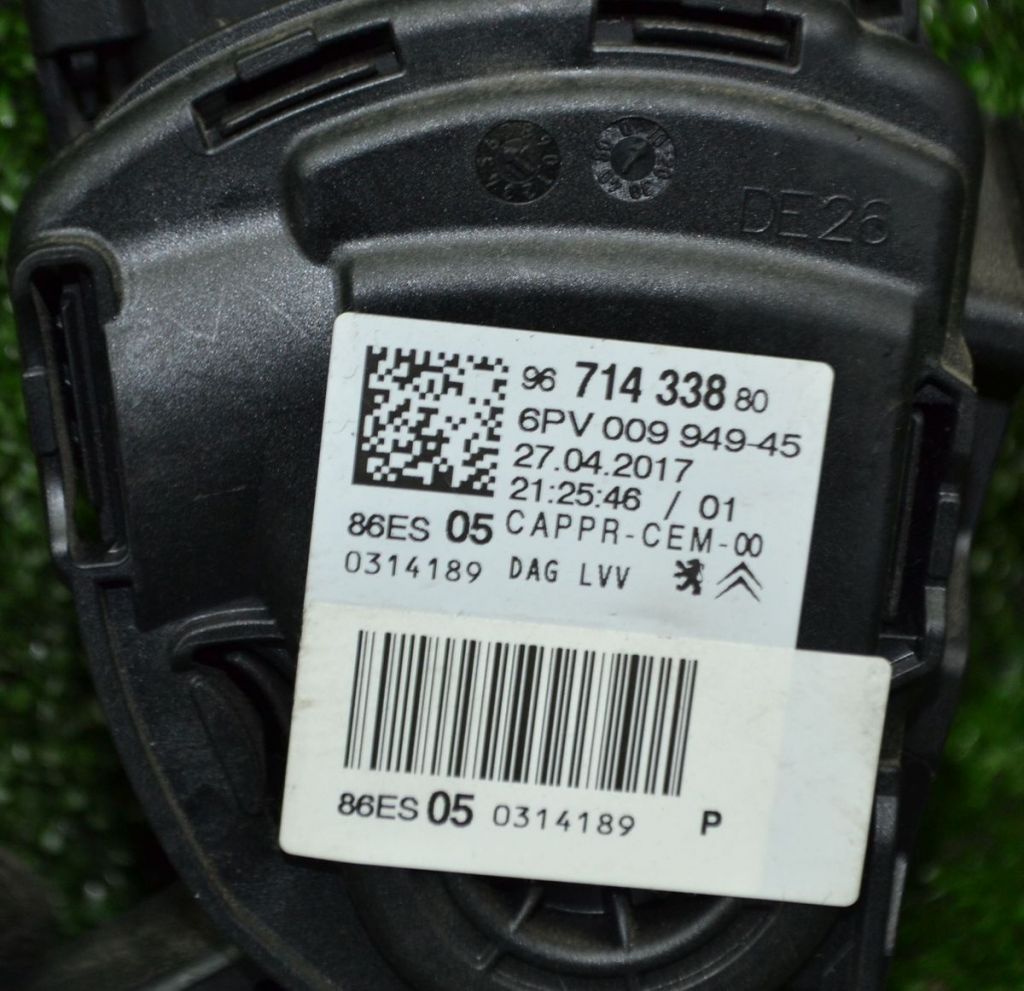 DE26
96 714 338 80
6PV 009 949-45
27.04.2017
21:25:46 / 01
86ES 05 CAPPR-CEM-00
0314189 DAG LVV
86ES 05 0314189 P